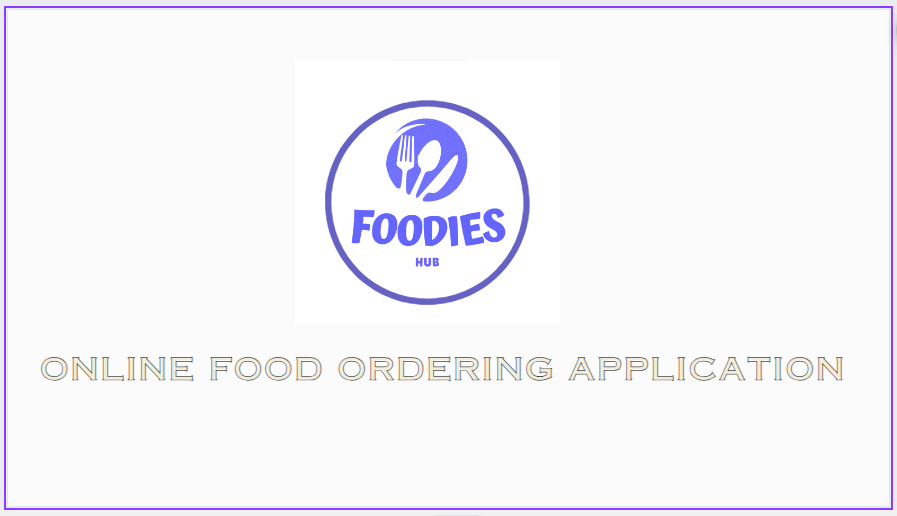 FOODIES
HUB
ONLINE FOOD ORDERING APPLICATION